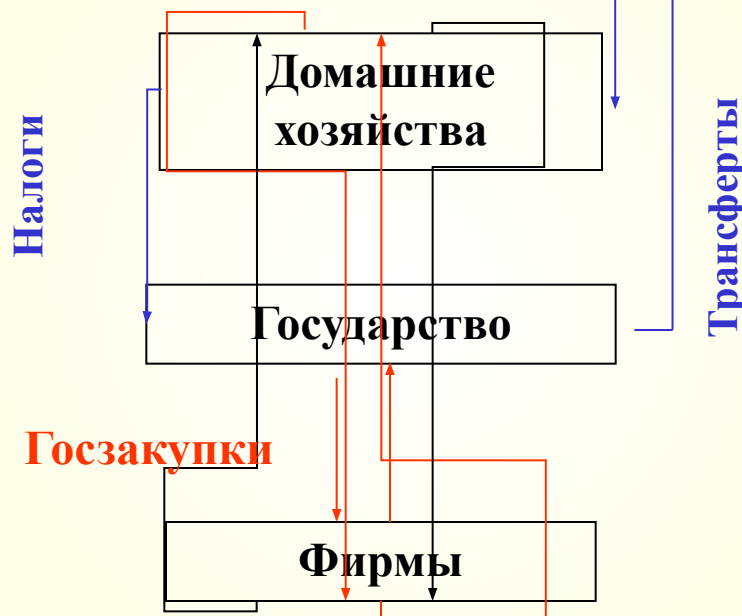 Домашние
хозяйства
Налоги
Трансферты
Государство
Госзакупки
Фирмы